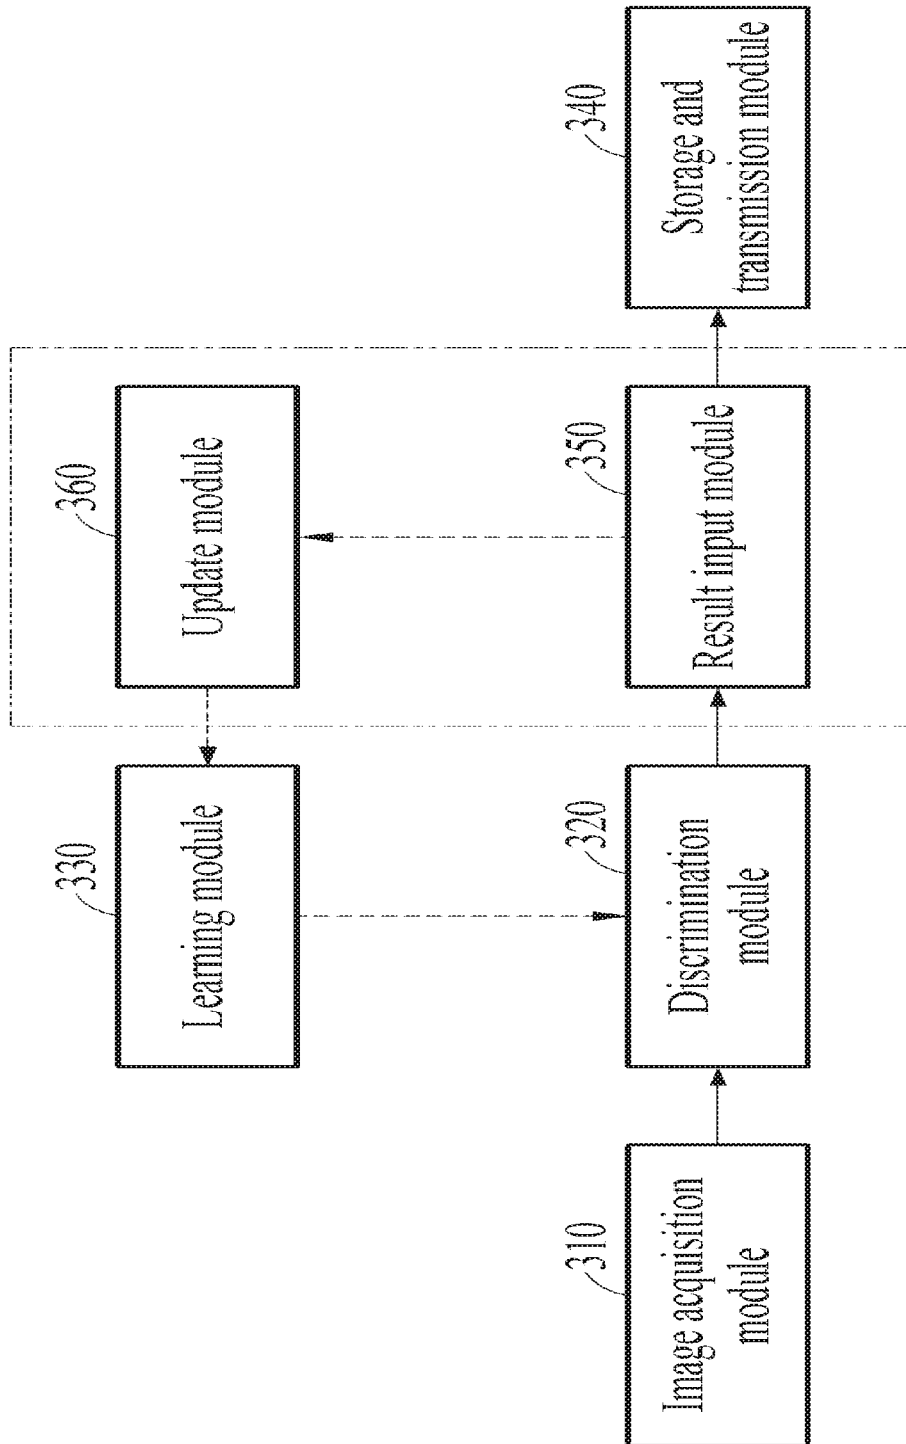 330
Learning module
360
Update module
310
Image acquisition
module
320
Discrimination
module
350
Result input module
340
Storage and
transmission module